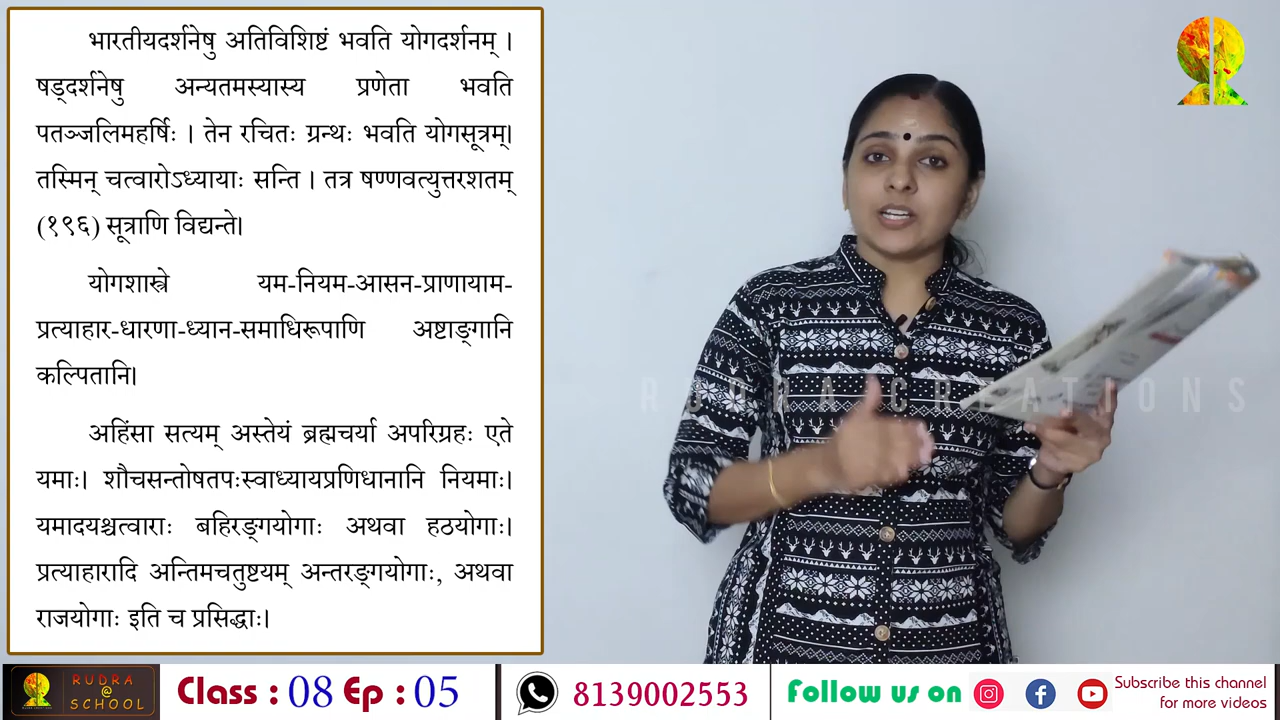 भारतीयदर्शनेषु अतिविशिष्टं भवति योगदर्शनम् ।
षड्दर्शनेषु अन्यतमस्यास्य प्रणेता भवति
पतञ्जलिमहर्षिः । तेन रचितः ग्रन्थः भवति योगसूत्रम्।
तस्मिन् चत्वारोऽध्यायाः सन्ति । तत्र षण्णवत्युत्तरशतम्
(१९६) सूत्राणि विद्यन्ते।
योगशास्त्रे यम-नियम-आसन-प्राणायाम-
प्रत्याहार-धारणा-ध्यान-समाधिरूपाणि अष्टाङ्गानि
कल्पितानि।
अहिंसा सत्यम् अस्तेयं ब्रह्मचर्या अपरिग्रहः एते
यमाः। शौचसन्तोषतपःस्वाध्यायप्रणिधानानि नियमाः।
यमादयश्चत्वाराः बहिरङ्गयोगाः अथवा हठयोगाः।
प्रत्याहारादि अन्तिमचतुष्टयम् अन्तरङ्गयोगाः, अथवा
राजयोगाः इति च प्रसिद्धाः।
RUDRA CREATIONS
RUDRA
@
SCHOOL
Class : 08 Ep : 05
8139002553
Follow us on
Subscribe this channel
for more videos